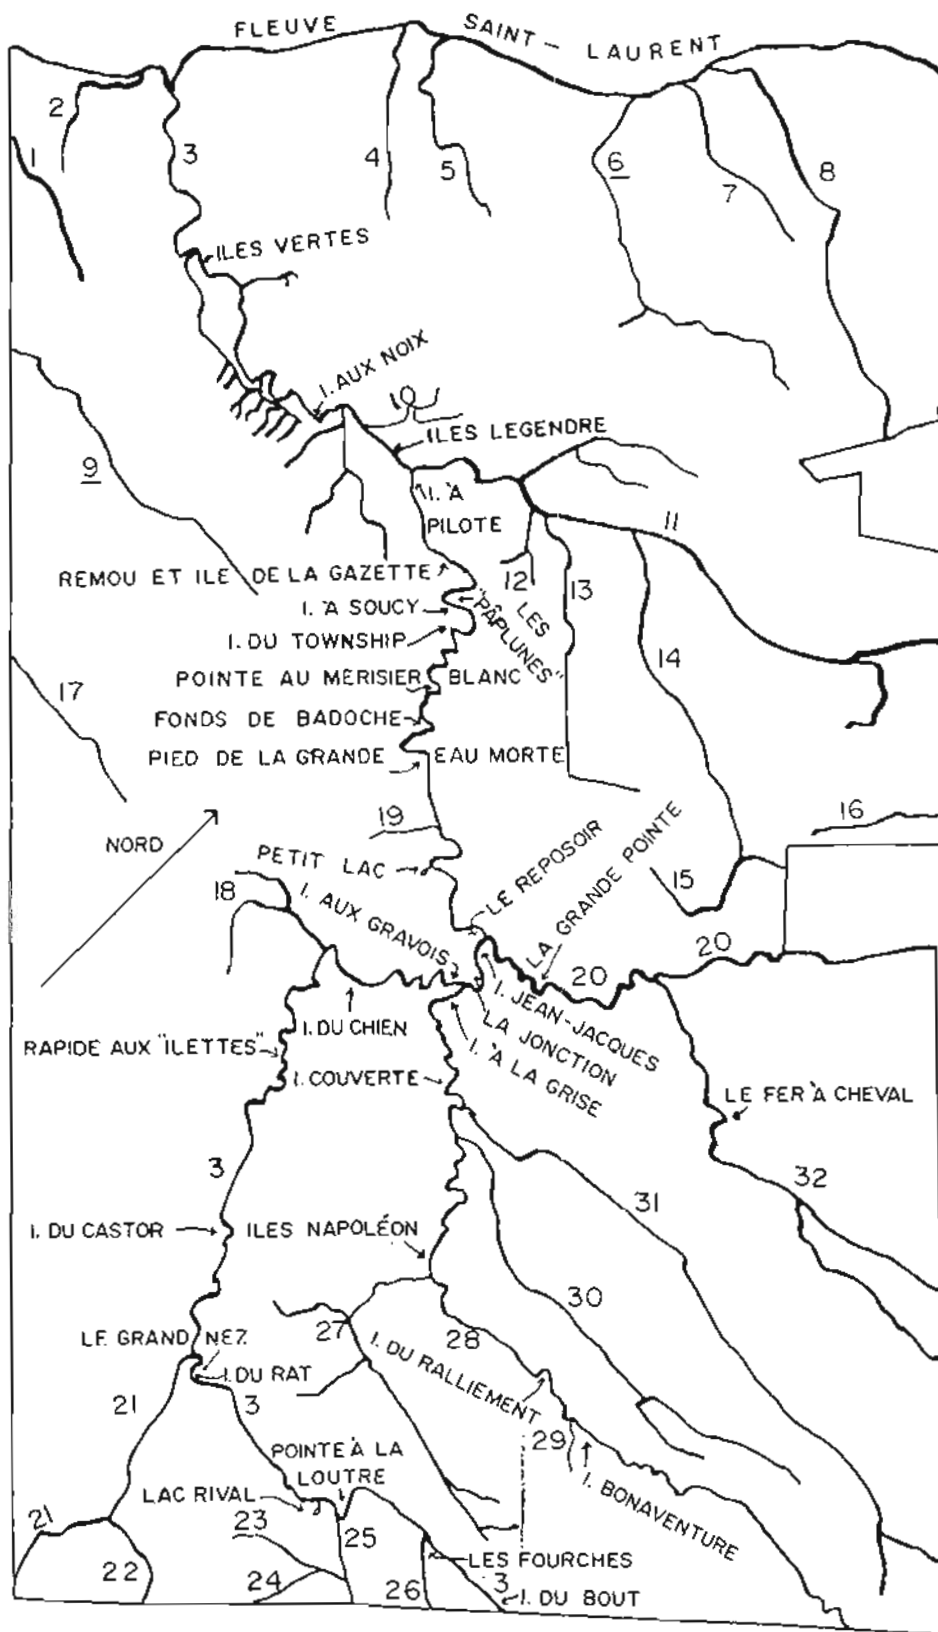 FLEUVE SAINT - LAURENT
2
1
3
4
5
6
7
8
ILES VERTES
I. AUX NOIX
10
ILES LEGENDRE
9
I. À
PILOTE
11
REMOU ET ILE DE LA GAZETTE
12
13
I. À SOUCY
LES
"PÂPLUNES"
I. DU TOWNSHIP
14
17
POINTE AU MERISIER BLANC
FONDS DE BADOCHE
PIED DE LA GRANDE EAU MORTE
19
16
NORD
PETIT LAC
LE REPOSOIR
LA GRANDE POINTE
15
18
I. AUX GRAVOIS
20
20
I. DU CHIEN
I. JEAN-JACQUES
LA JONCTION
I. À LA GRISE
RAPIDE AUX "ILETTES"
I. COUVERTE
LE FER À CHEVAL
3
32
31
I. DU CASTOR
ILES NAPOLÉON
30
27
28
LE GRAND NEZ
I. DU RAT
I. DU RALLIEMENT
21
3
29
POINTE À LA
LOUTRE
LAC RIVAL
I. BONAVENTURE
21
23
25
LES FOURCHES
22
24
26
3
I. DU BOUT